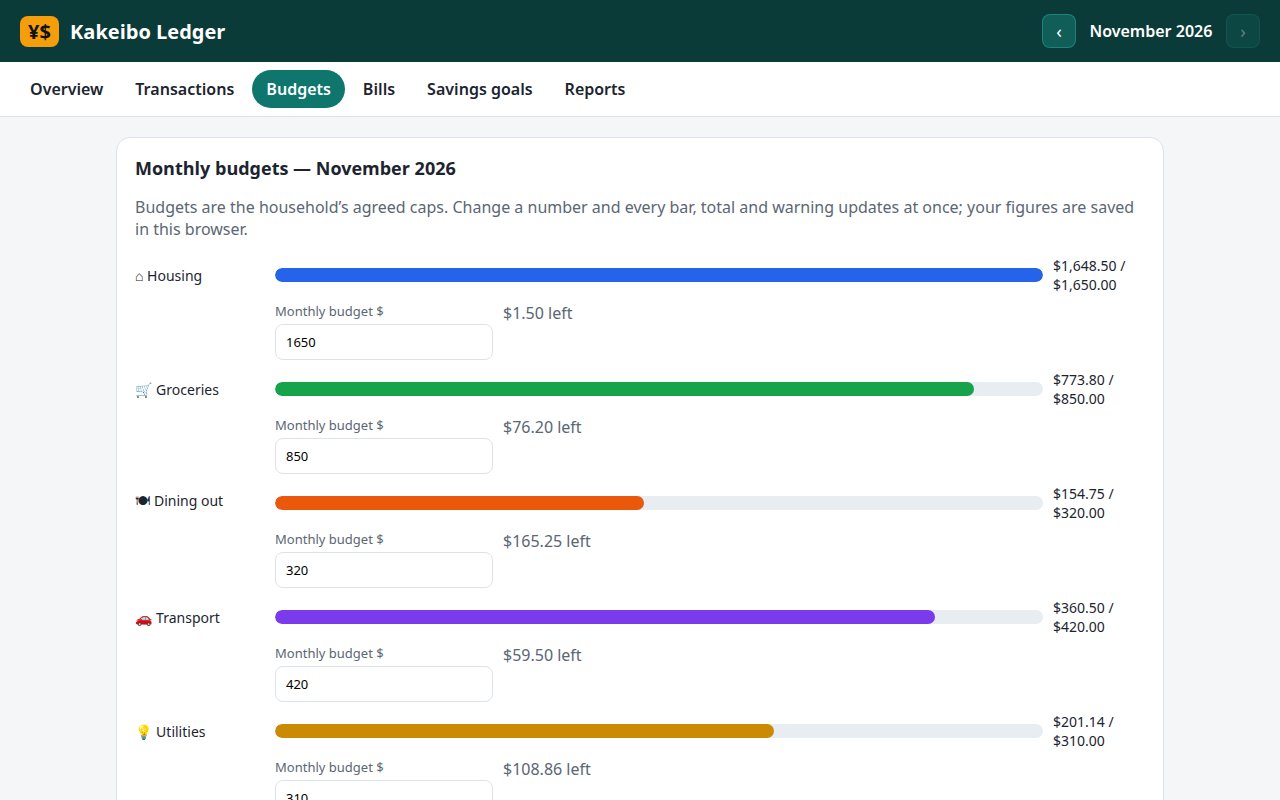 ¥$ Kakeibo Ledger
‹ November 2026 ›
Overview Transactions Budgets Bills Savings goals Reports
Monthly budgets — November 2026
Budgets are the household’s agreed caps. Change a number and every bar, total and warning updates at once; your figures are saved
in this browser.
Housing
$1,648.50 /
$1,650.00
Monthly budget $
$1.50 left
1650
Groceries
$773.80 /
$850.00
Monthly budget $
$76.20 left
850
Dining out
$154.75 /
$320.00
Monthly budget $
$165.25 left
320
Transport
$360.50 /
$420.00
Monthly budget $
$59.50 left
420
Utilities
$201.14 /
$310.00
Monthly budget $
$108.86 left
310